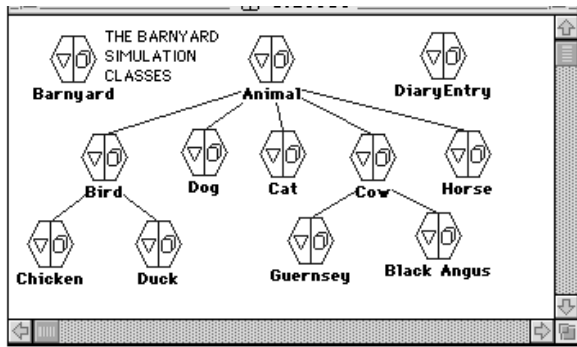 THE BARNYARD
SIMULATION
CLASSES
Barnyard
Animal
DiaryEntry
Bird
Dog
Cat
Cow
Horse
Chicken
Duck
Guernsey
Black Angus